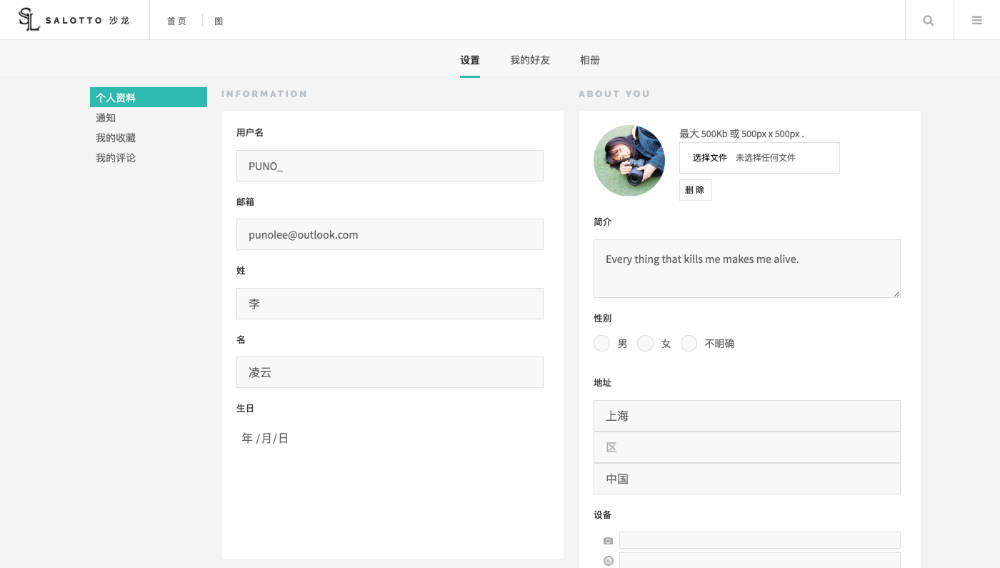 SL SALOTTO 沙龙
首页 图
设置 我的好友 相册
个人资料
通知
我的收藏
我的评论
INFORMATION
用户名
PUNO_
邮箱
punolee@outlook.com
姓
李
名
凌云
生日
年 /月/日
ABOUT YOU
最大 500Kb 或 500px x 500px .
选择文件 未选择任何文件
删除
简介
Every thing that kills me makes me alive.
性别
男 女 不明确
地址
上海
区
中国
设备